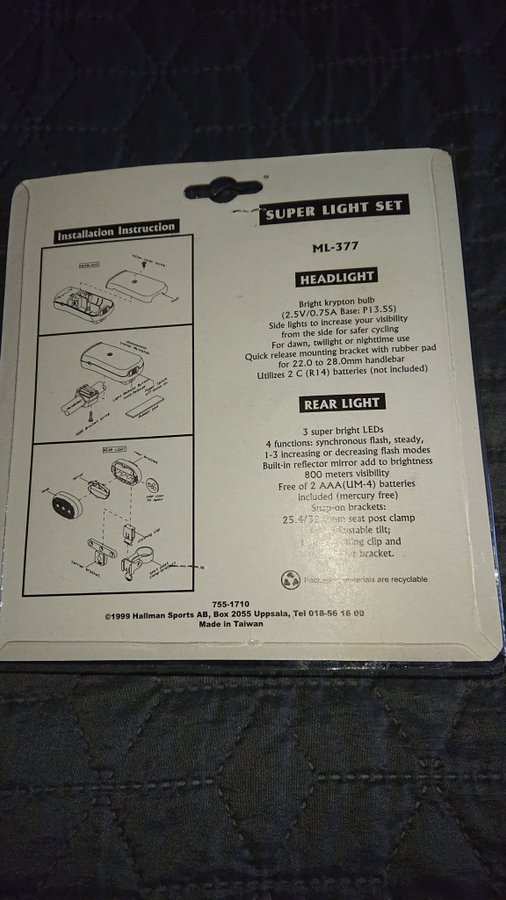 SUPER LIGHT SET
Installation Instruction
ML-377
HEADLIGHT
HEADLIGHT
Bright krypton bulb
(2.5V/0.75A Base: P13.5S)
Side lights to increase your visibility
from the side for safer cycling
For dawn, twilight or nighttime use
Quick release mounting bracket with rubber pad
for 22.0 to 28.0mm handlebar
Utilizes 2 C (R14) batteries (not included)
REAR LIGHT
REAR LIGHT
3 super bright LEDs
4 functions: synchronous flash, steady,
1-3 increasing or decreasing flash modes
Built-in reflector mirror add to brightness
800 meters visibility
Free of 2 AAA(UM-4) batteries
included (mercury free)
Snap-on brackets:
seat post clamp
tilt;
clip and
bracket.
carrier bracket
Packaging materials are recyclable
755-1710
©1999 Hallman Sports AB, Box 2055 Uppsala, Tel 018-56 16 00
Made in Taiwan